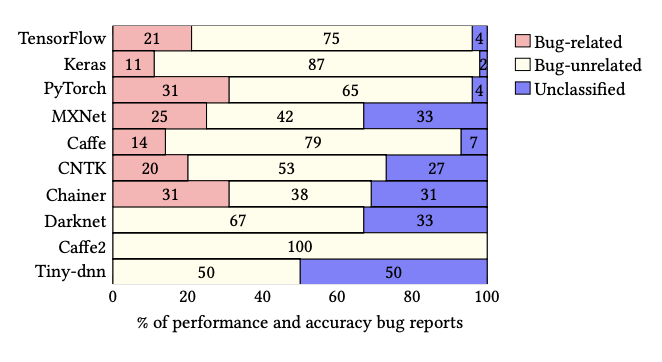 TensorFlow 21 75 4
Keras 11 87 2
PyTorch 31 65 4
MXNet 25 42 33
Caffe 14 79 7
CNTK 20 53 27
Chainer 31 38 31
Darknet 67 33
Caffe2 100
Tiny-dnn 50 50
0 20 40 60 80 100
% of performance and accuracy bug reports
Bug-related
Bug-unrelated
Unclassified